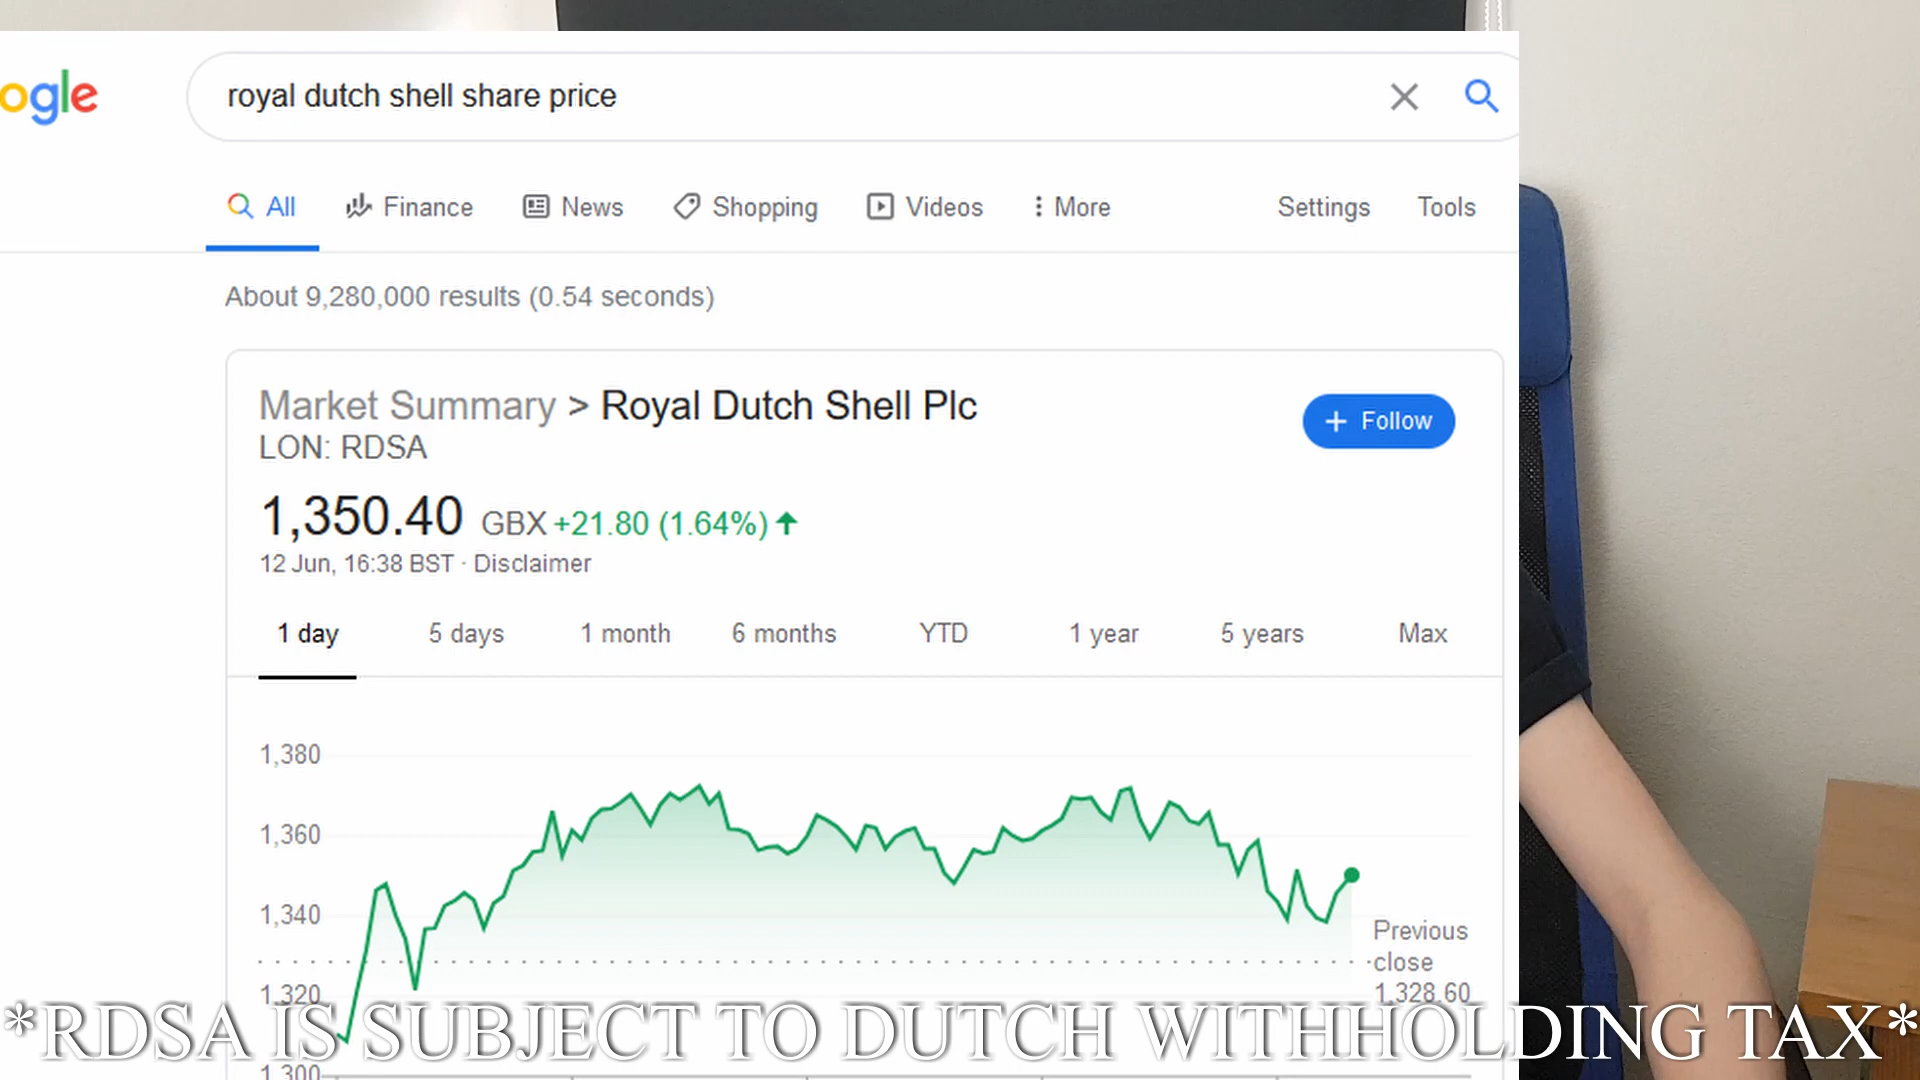 ogle
royal dutch shell share price
All Finance News Shopping Videos More Settings Tools
About 9,280,000 results (0.54 seconds)
Market Summary > Royal Dutch Shell Plc
+ Follow
LON: RDSA
1,350.40 GBX +21.80 (1.64%)
12 Jun, 16:38 BST · Disclaimer
1 day 5 days 1 month 6 months YTD 1 year 5 years Max
1,380
1,360
1,340
Previous
close
1,328.60
1,320
*RDSA IS SUBJECT TO DUTCH WITHHOLDING TAX*
1,300